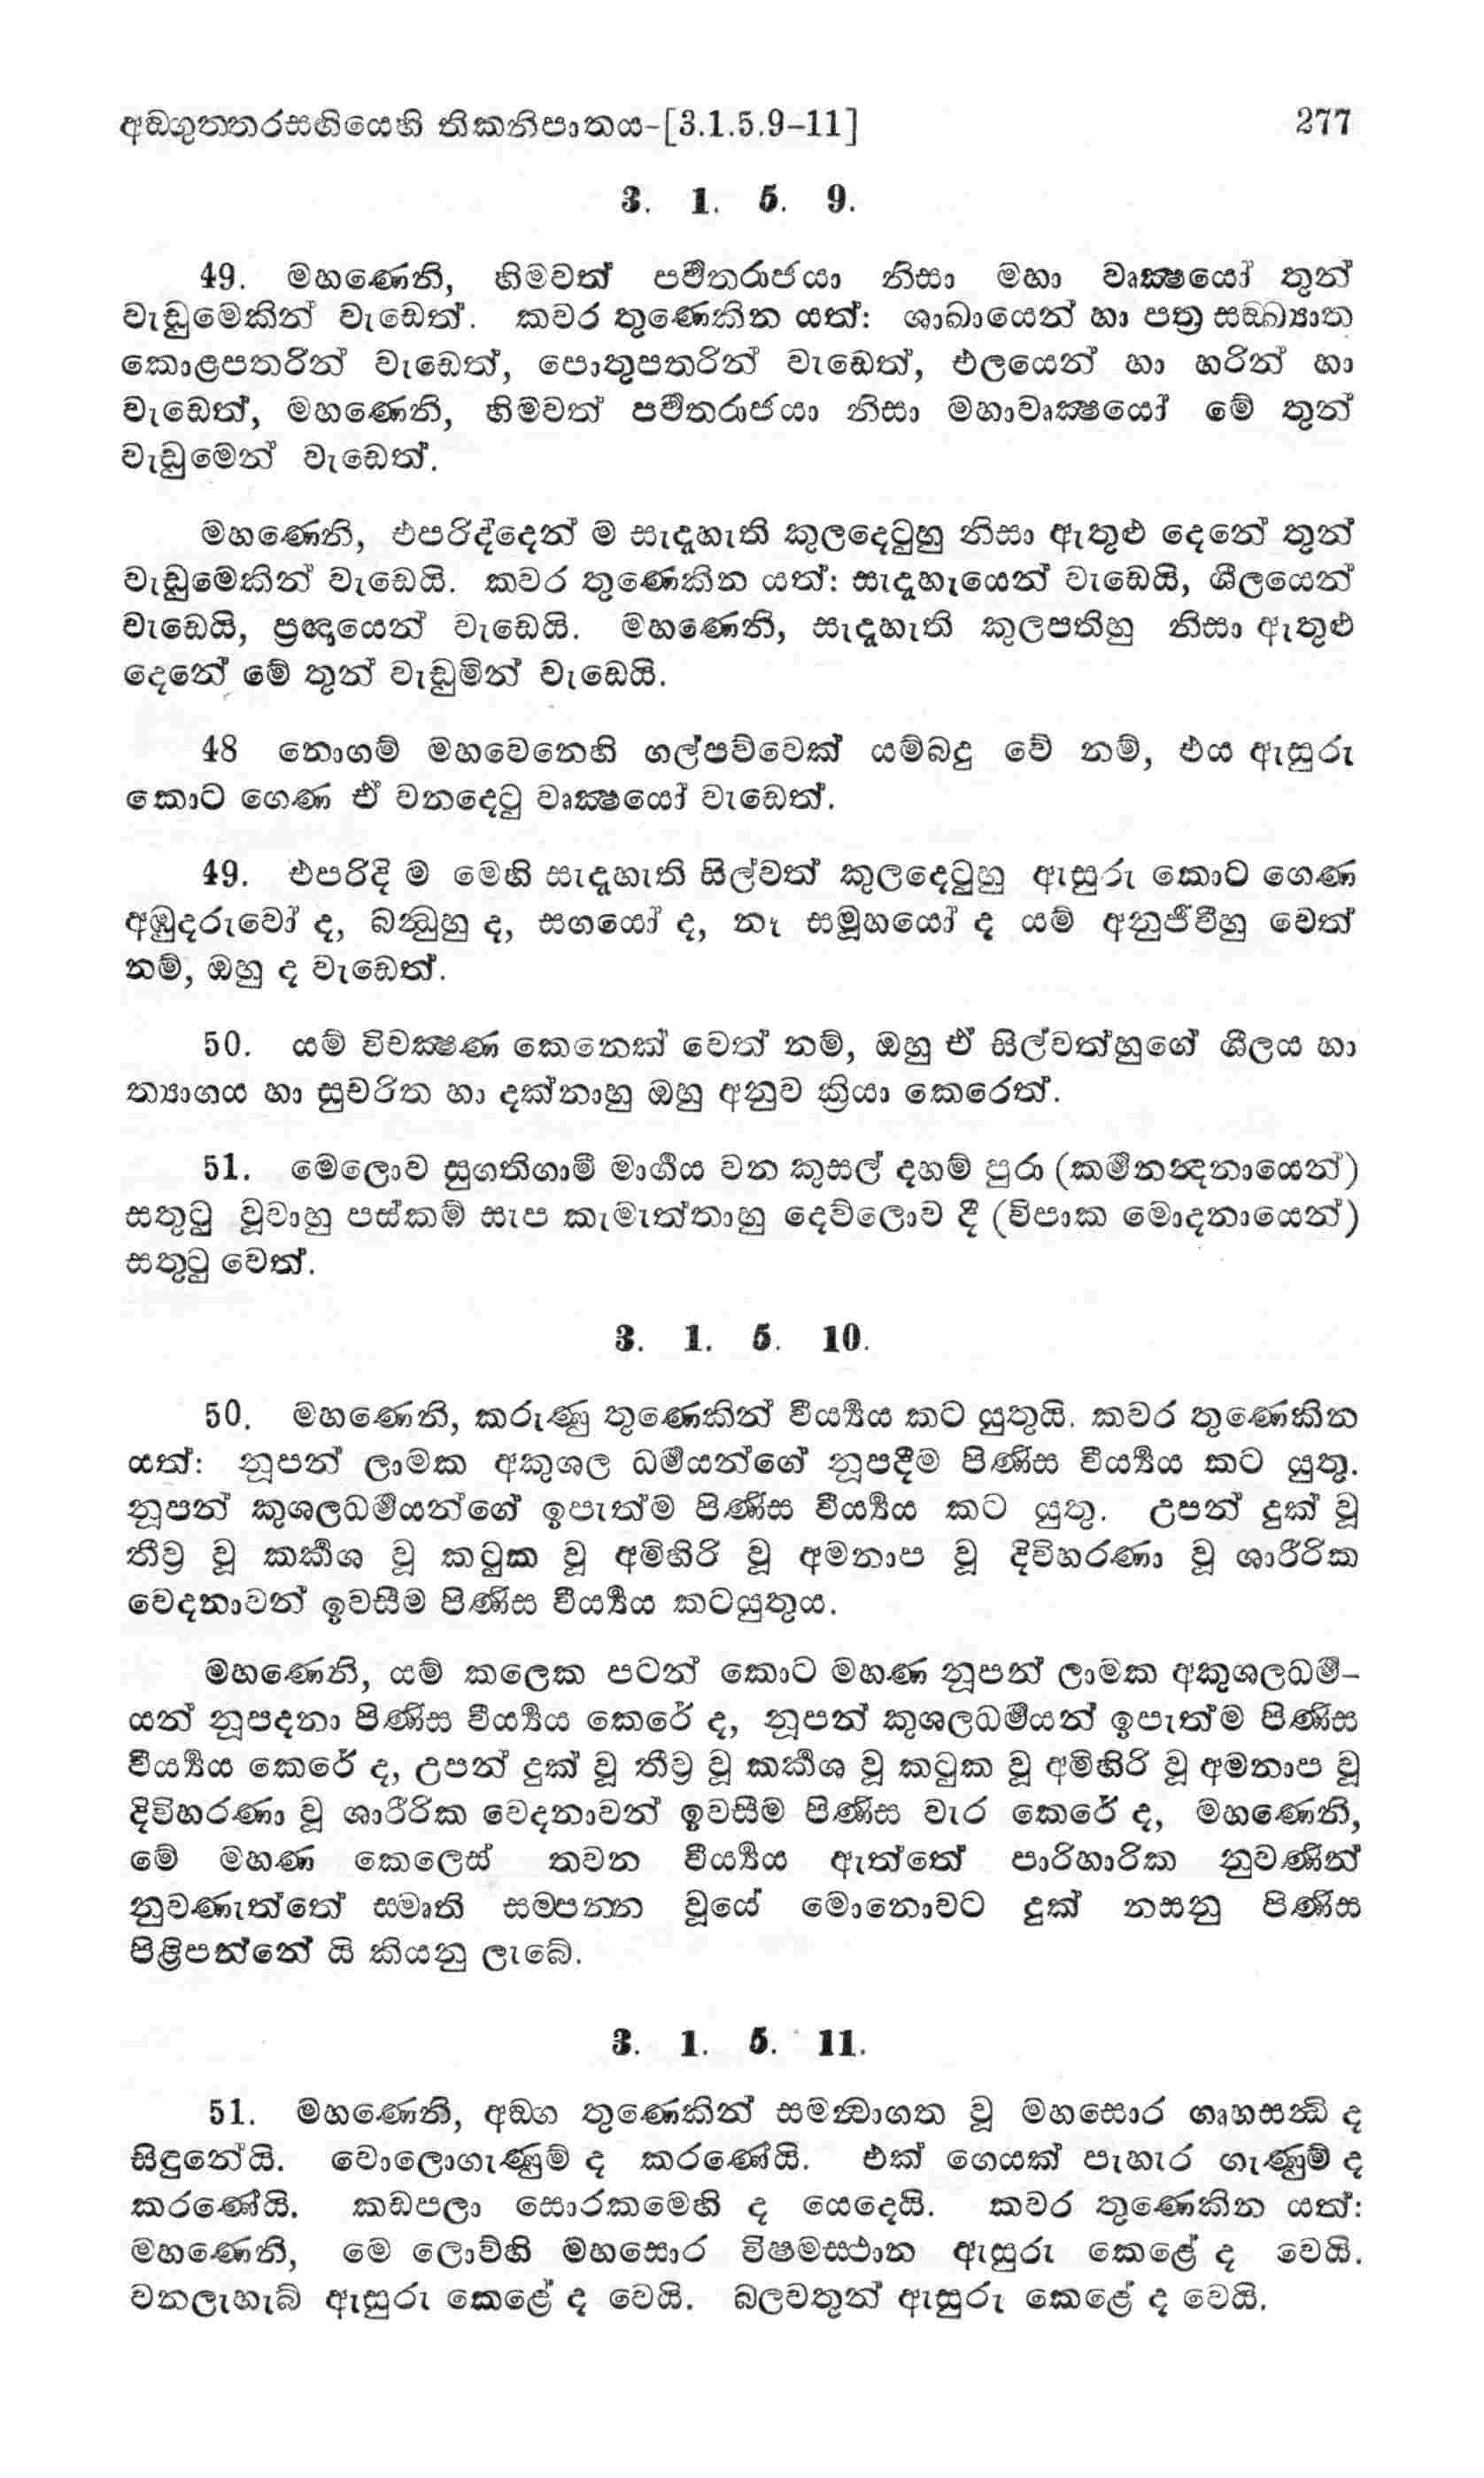 අඞ්ගුත්තරසඟියෙහි තිකනිපාතය-[3.1.5.9-11] 277
3. 1. 5. 9.
49. මහණෙනි, හිමවත් පර්‍වතරාජයා නිසා මහා වෘක්‍ෂයෝ තුන්
වැඩුමෙකින් වැඩෙත්. කවර තුණෙකින යත්: ශාඛායෙන් හා පත්‍ර සඞ්ඛ්‍යාත
කොළපතරින් වැඩෙත්, පොතුපතරින් වැඩෙත්, එලයෙන් හා හරින් හා
වැඩෙත්, මහණෙනි, හිමවත් පර්‍වතරාජයා නිසා මහාවෘක්‍ෂයෝ මේ තුන්
වැඩුමෙන් වැඩෙත්.
මහණෙනි, එපරිද්දෙන් ම සැදැහැති කුලදෙටුහු නිසා ඇතුළු දෙනේ තුන්
වැඩුමෙකින් වැඩෙයි. කවර තුණෙකින යත්: සැදැහැයෙන් වැඩෙයි, ශීලයෙන්
වැඩෙයි, ප්‍රඥායෙන් වැඩෙයි. මහණෙනි, සැදැහැති කුලපතිහු නිසා ඇතුළු
දෙනේ මේ තුන් වැඩුමින් වැඩෙයි.
48 නොගම් මහවෙනෙහි ගල්පව්වෙක් යම්බදු වේ නම්, එය ඇසුරු
කොට ගෙණ ඒ වනදෙටු වෘක්‍ෂයෝ වැඩෙත්.
49. එපරිදි ම මෙහි සැදැහැති සිල්වත් කුලදෙටුහු ඇසුරු කොට ගෙණ
අඹුදරුවෝ ද, බන්‍ධුහු ද, සගයෝ ද, නෑ සමූහයෝ ද යම් අනුජීවීහු වෙත්
නම්, ඔහු ද වැඩෙත්.
50. යම් විචක්‍ෂණ කෙනෙක් වෙත් නම්, ඔහු ඒ සිල්වත්හුගේ ශීලය හා
ත්‍යාගය හා සුචරිත හා දක්නාහු ඔහු අනුව ක්‍රියා කෙරෙත්.
51. මෙලොව සුගතිගාමී මාර්‍ගය වන කුසල් දහම් පුරා (කර්‍මනන්‍දනායෙන්)
සතුටු වූවාහු පස්කම් සැප කැමැත්තාහු දෙව්ලොව දී (විපාක මොදනායෙන්)
සතුටු වෙත්.
3. 1. 5. 10.
50. මහණෙනි, කරුණු තුණෙකින් වීර්‍ය්‍යය කට යුතුයි. කවර තුණෙකින
යත්: නූපන් ලාමක අකුශල ධර්‍මයන්ගේ නූපදීම පිණිස වීර්‍ය්‍යය කට යුතු.
නූපන් කුශලධර්‍මයන්ගේ ඉපැත්ම පිණිස වීර්‍ය්‍යය කට යුතු. උපන් දුක් වූ
තීව්‍ර වූ කර්‍කශ වූ කටුක වූ අමිහිරි වූ අමනාප වූ දිවිහරණා වූ ශාරීරික
වෙදනාවන් ඉවසීම පිණිස වීර්‍ය්‍යය කටයුතුය.
මහණෙනි, යම් කලෙක පටන් කොට මහණ නූපන් ලාමක අකුශලධර්‍ම-
යන් නූපදනා පිණිස වීර්‍ය්‍යය කෙරේ ද, නූපන් කුශලධර්‍මයන් ඉපැත්ම පිණිස
වීර්‍ය්‍යය කෙරේ ද, උපන් දුක් වූ තීව්‍ර වූ කර්‍කශ වූ කටුක වූ අමිහිරි වූ අමනාප වූ
දිවිහරණා වූ ශාරීරික වෙදනාවන් ඉවසීම පිණිස වැර කෙරේ ද, මහණෙනි,
මේ මහණ කෙලෙස් තවන වීර්‍ය්‍යය ඇත්තේ පාරිහාරික නුවණින්
නුවණැත්තේ සමෘති සම්පන්න වූයේ මොනොවට දුක් නසනු පිණිස
පිළිපන්නේ යි කියනු ලැබේ.
3. 1. 5. 11.
51. මහණෙනි, අඞ්ග තුණෙකින් සමන්‍වාගත වූ මහසොර ගෘහසන්‍ධි ද
සිඳුනේයි. වොලොගැණුම් ද කරණේයි. එක් ගෙයක් පැහැර ගැණුම් ද
කරණේයි. කඩපලා සොරකමෙහි ද යෙදෙයි. කවර තුණෙකින යත්:
මහණෙනි, මෙ ලොව්හි මහසොර විෂමස්ථාන ඇසුරු කෙළේ ද වෙයි.
වනලැහැබ් ඇසුරු කෙළේ ද වෙයි. බලවතුන් ඇසුරු කෙළේ ද වෙයි.